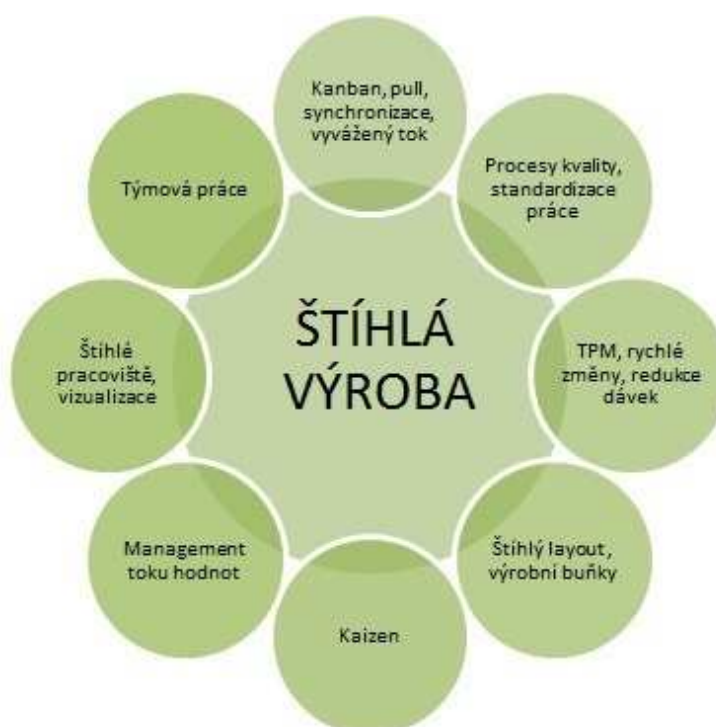 Kanban, pull,
synchronizace,
vyvážený tok
Procesy kvality,
standardizace
práce
TPM, rychlé
změny, redukce
dávek
Štíhlý layout,
výrobní buňky
Kaizen
Management
toku hodnot
Štíhlé
pracoviště,
vizualizace
Týmová práce
ŠTÍHLÁ
VÝROBA